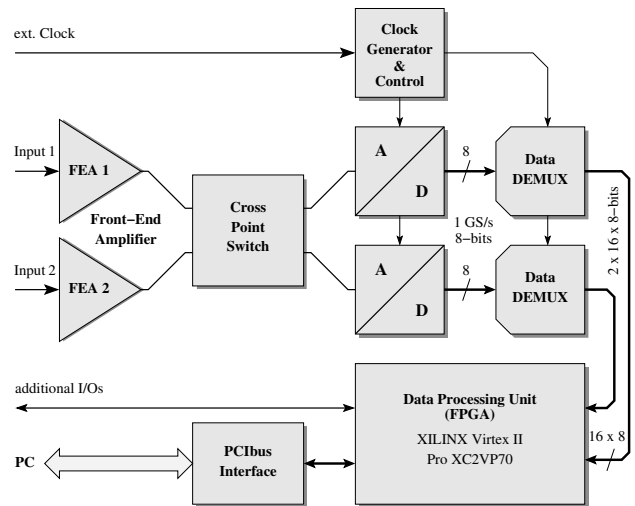 ext. Clock
Clock
Generator
&
Control
Input 1
FEA 1
A
D
8
Data
DEMUX
Front−End
Amplifier
Cross
Point
Switch
1 GS/s
8−bits
2 x 16 x 8−bits
Input 2
FEA 2
A
D
8
Data
DEMUX
additional I/Os
Data Processing Unit
(FPGA)
XILINX Virtex II
Pro XC2VP70
16 x 8
PC
PCIbus
Interface